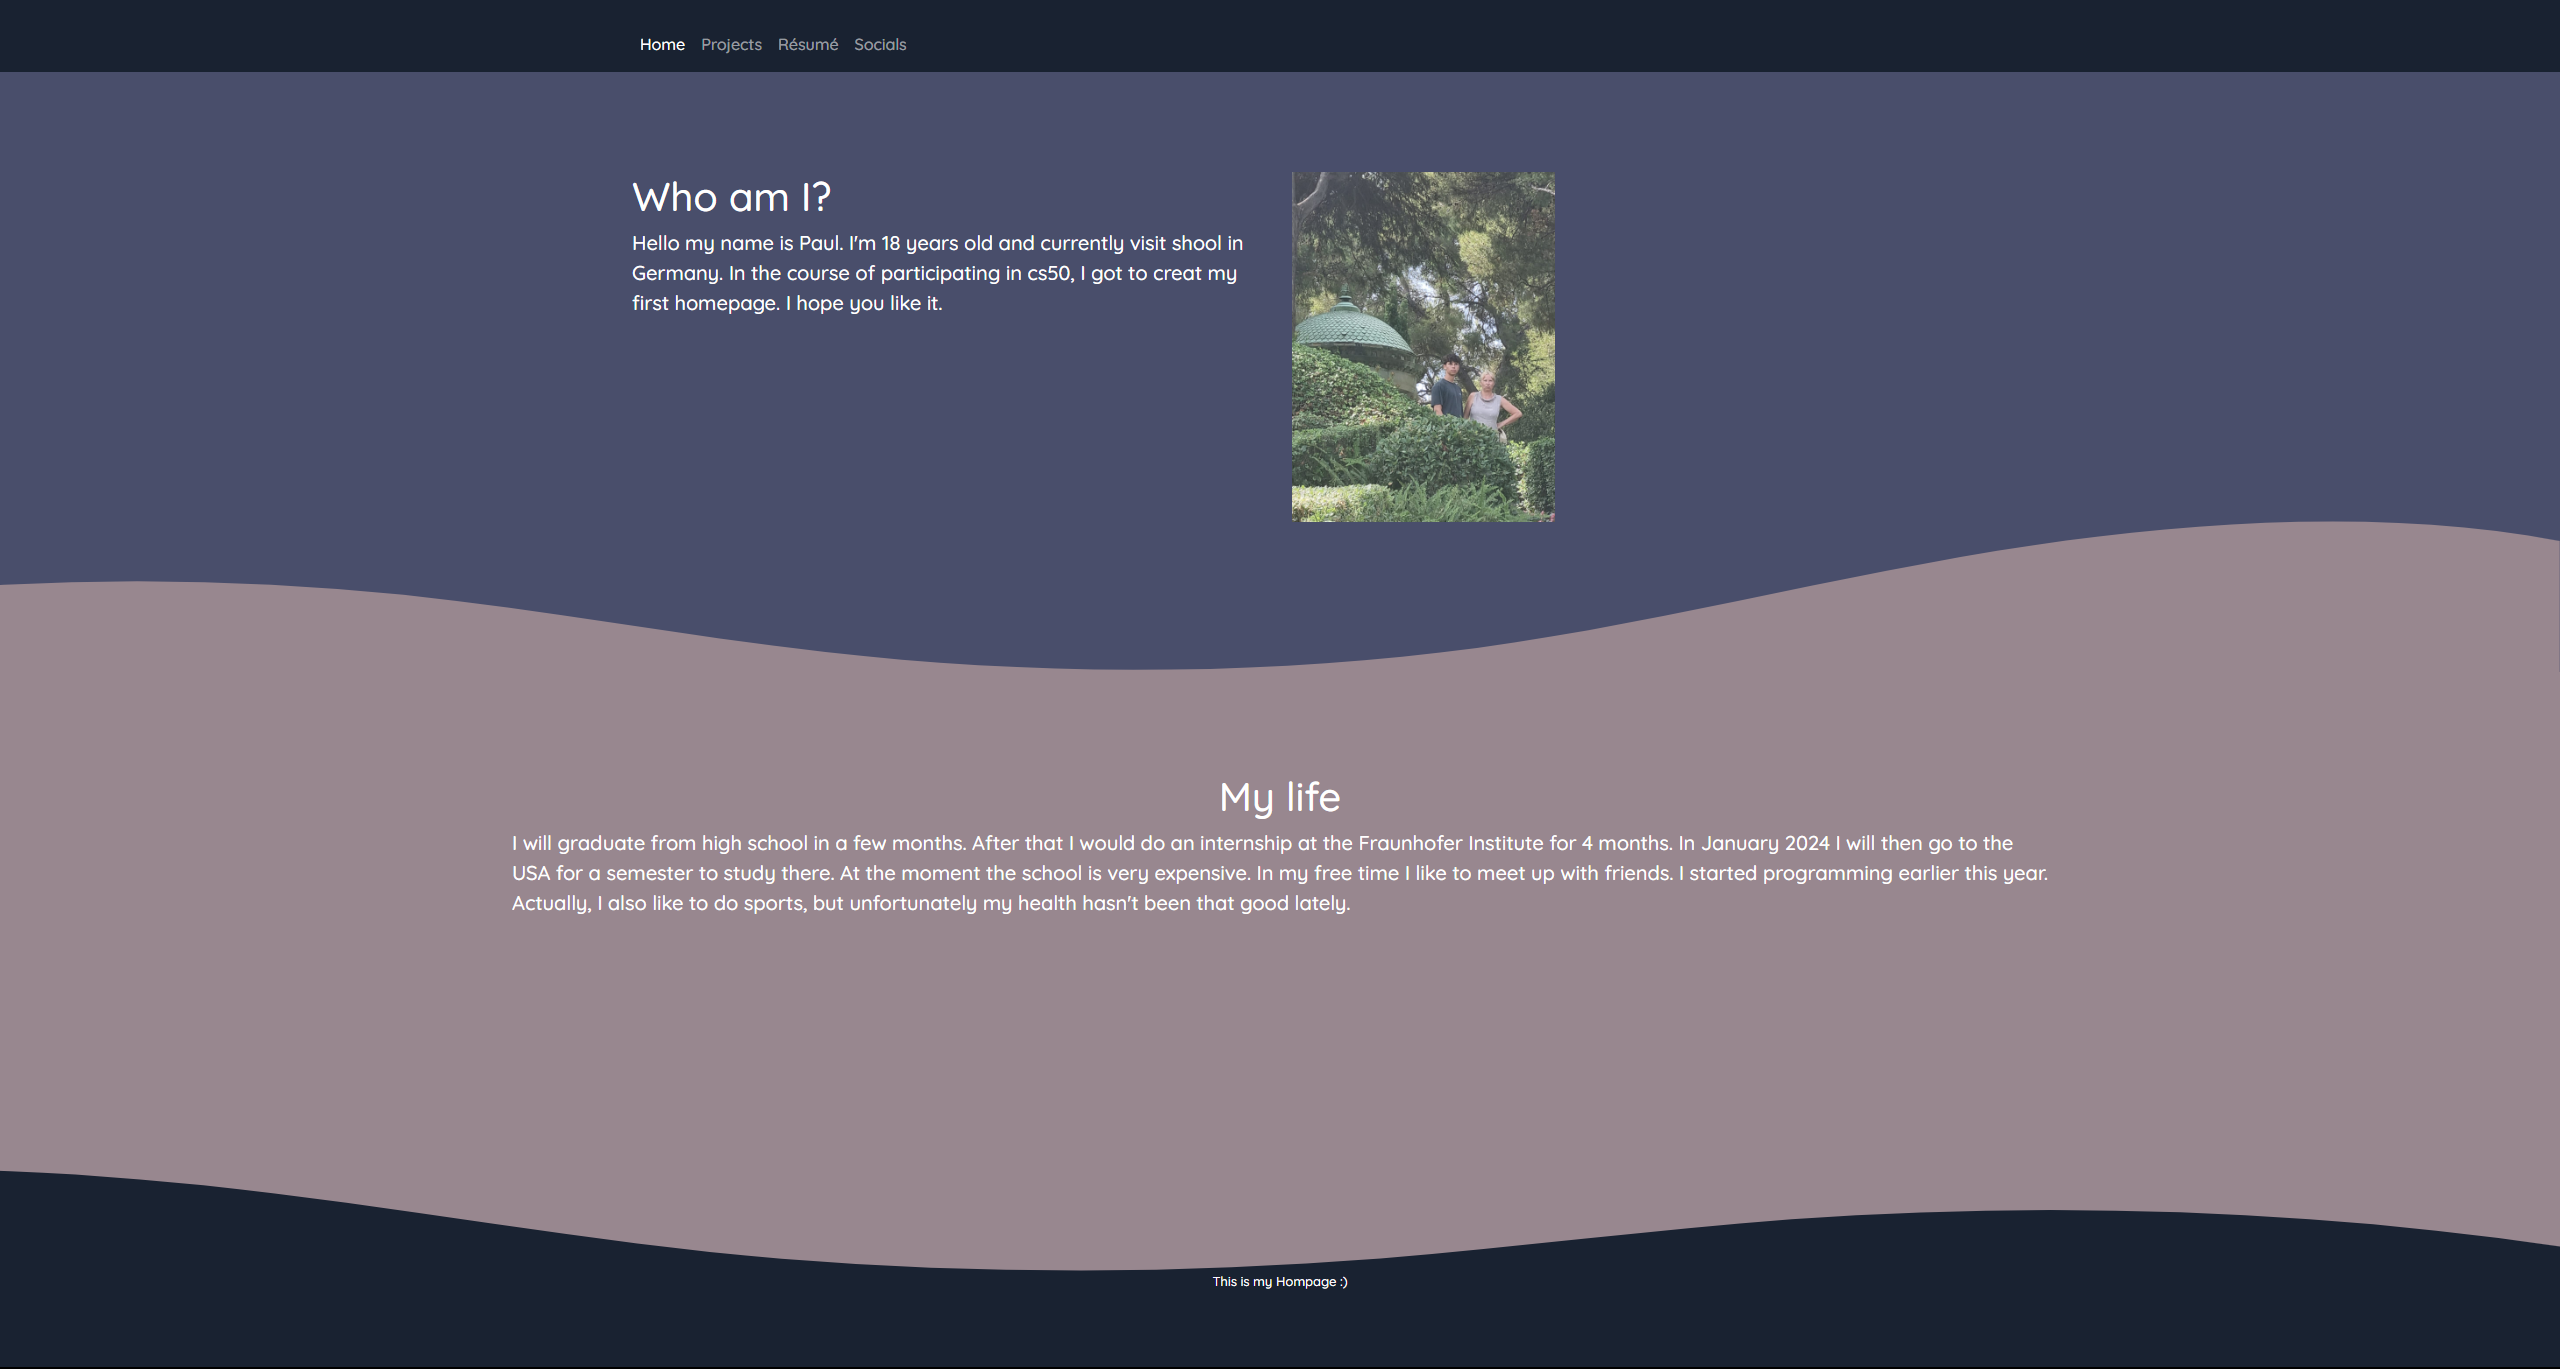 Home Projects Résumé Socials
Who am I?
Hello my name is Paul. I'm 18 years old and currently visit shool in
Germany. In the course of participating in cs50, I got to creat my
first homepage. I hope you like it.
My life
I will graduate from high school in a few months. After that I would do an internship at the Fraunhofer Institute for 4 months. In January 2024 I will then go to the
USA for a semester to study there. At the moment the school is very expensive. In my free time I like to meet up with friends. I started programming earlier this year.
Actually, I also like to do sports, but unfortunately my health hasn't been that good lately.
This is my Hompage :)